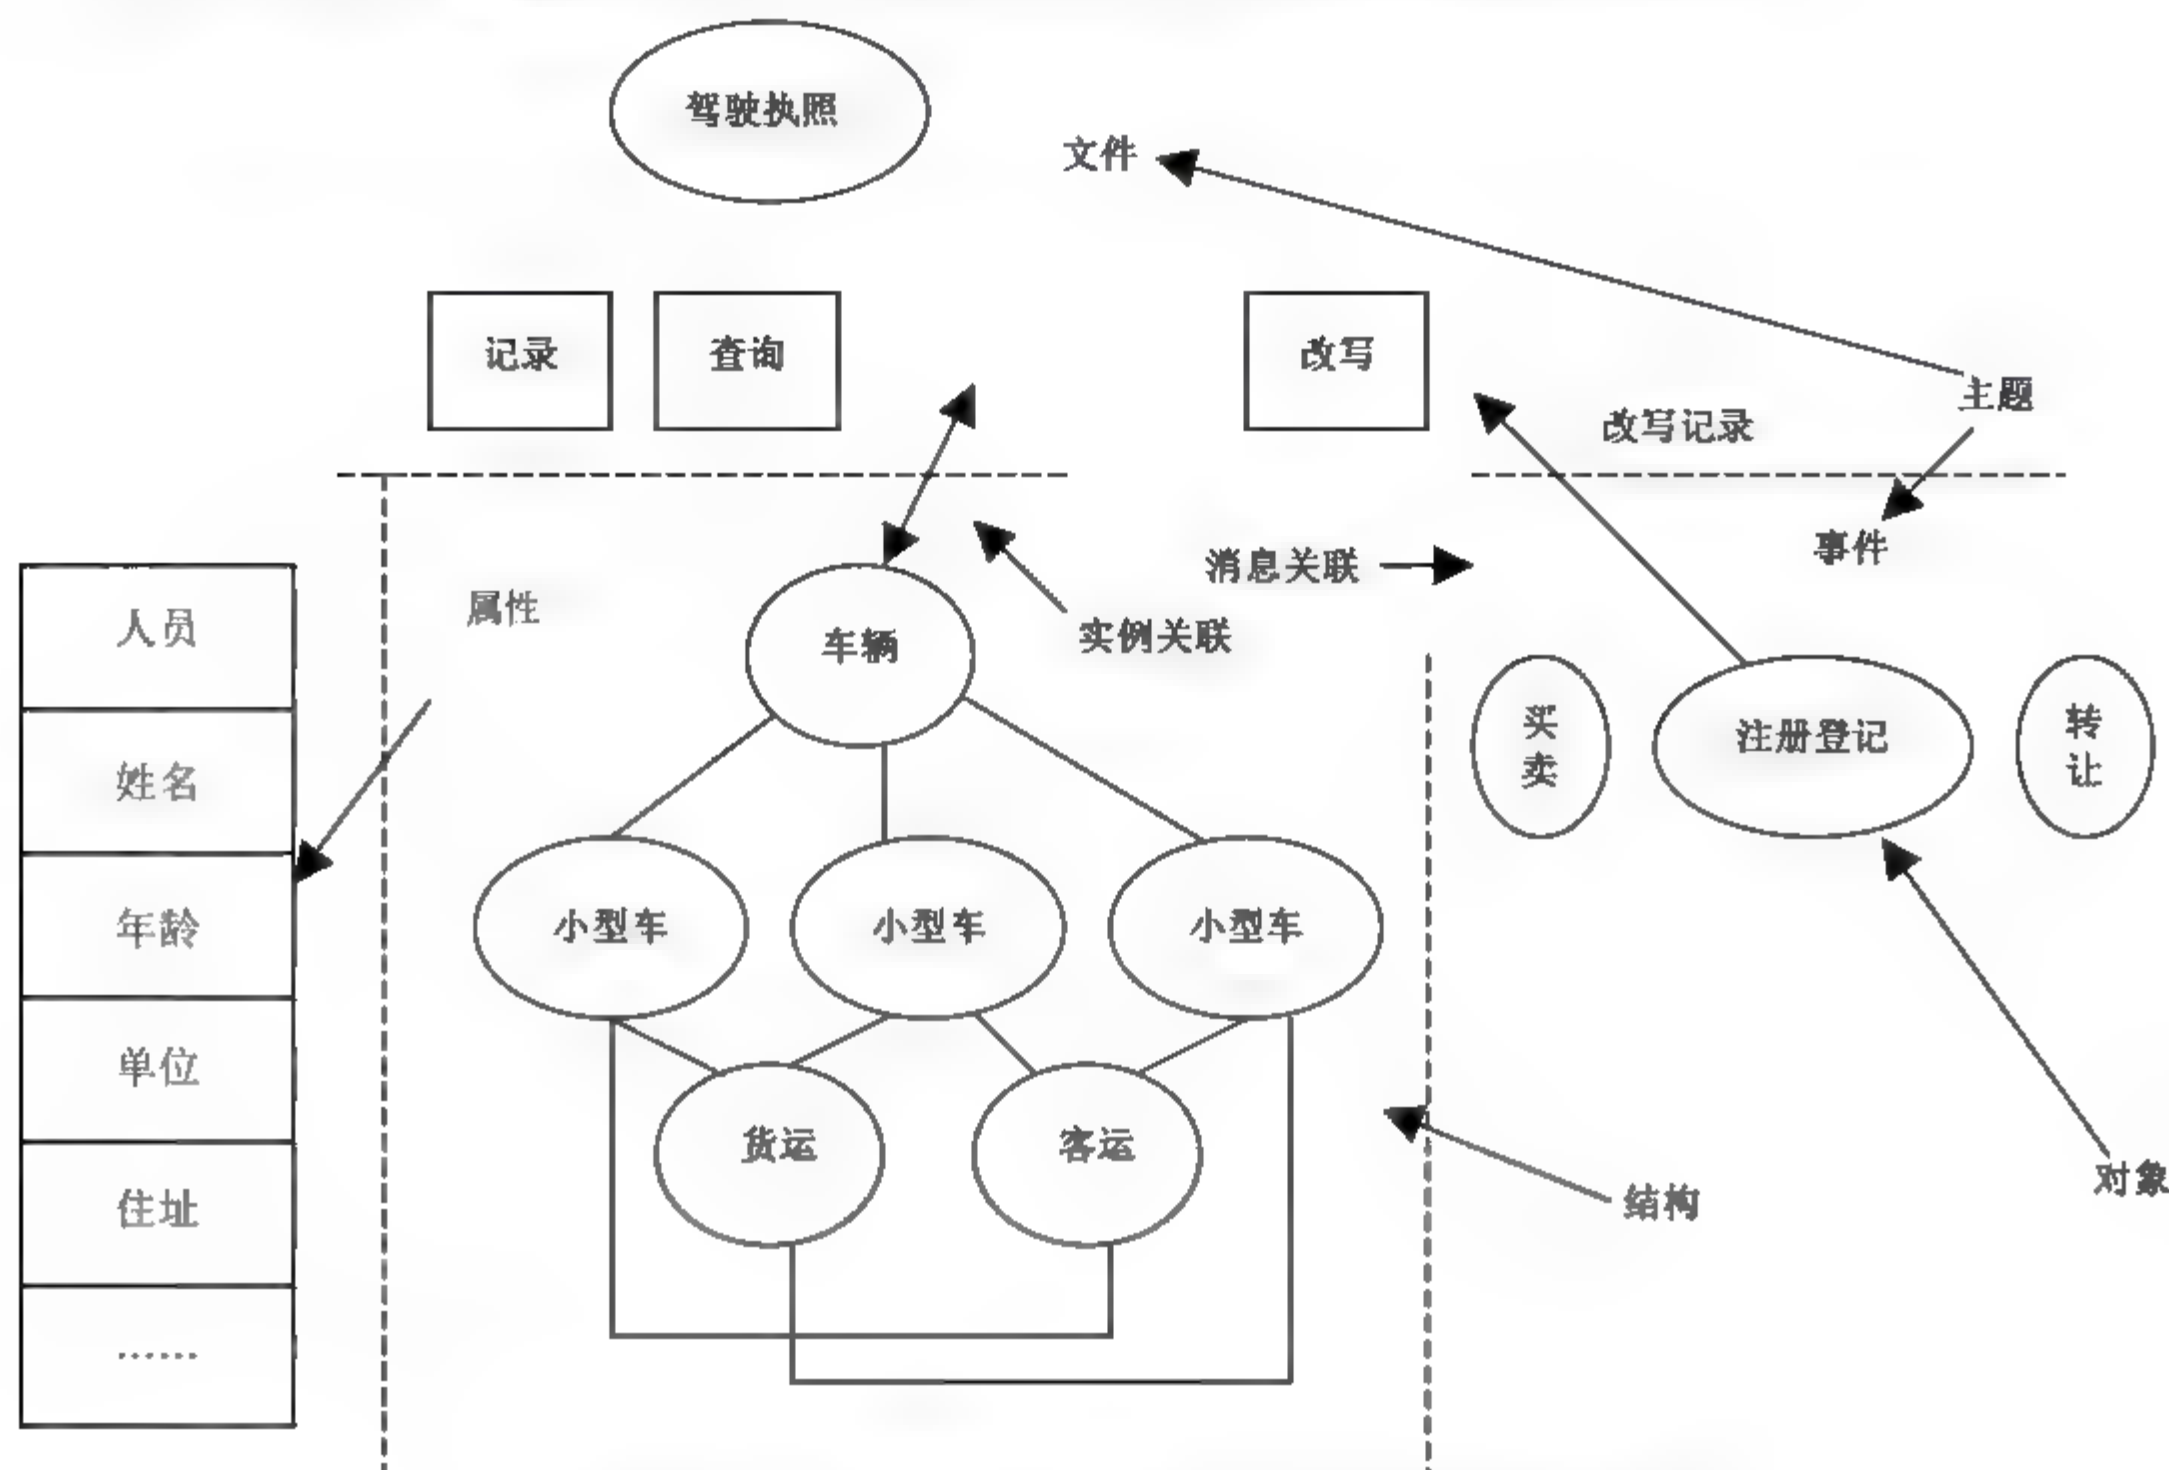 驾驶执照
文件
记录
查询
改写
主题
改写记录
事件
消息关联
实例关联
属性
人员
姓名
年龄
单位
住址
……
车辆
买
卖
注册登记
转
让
小型车
小型车
小型车
货运
客运
结构
对象